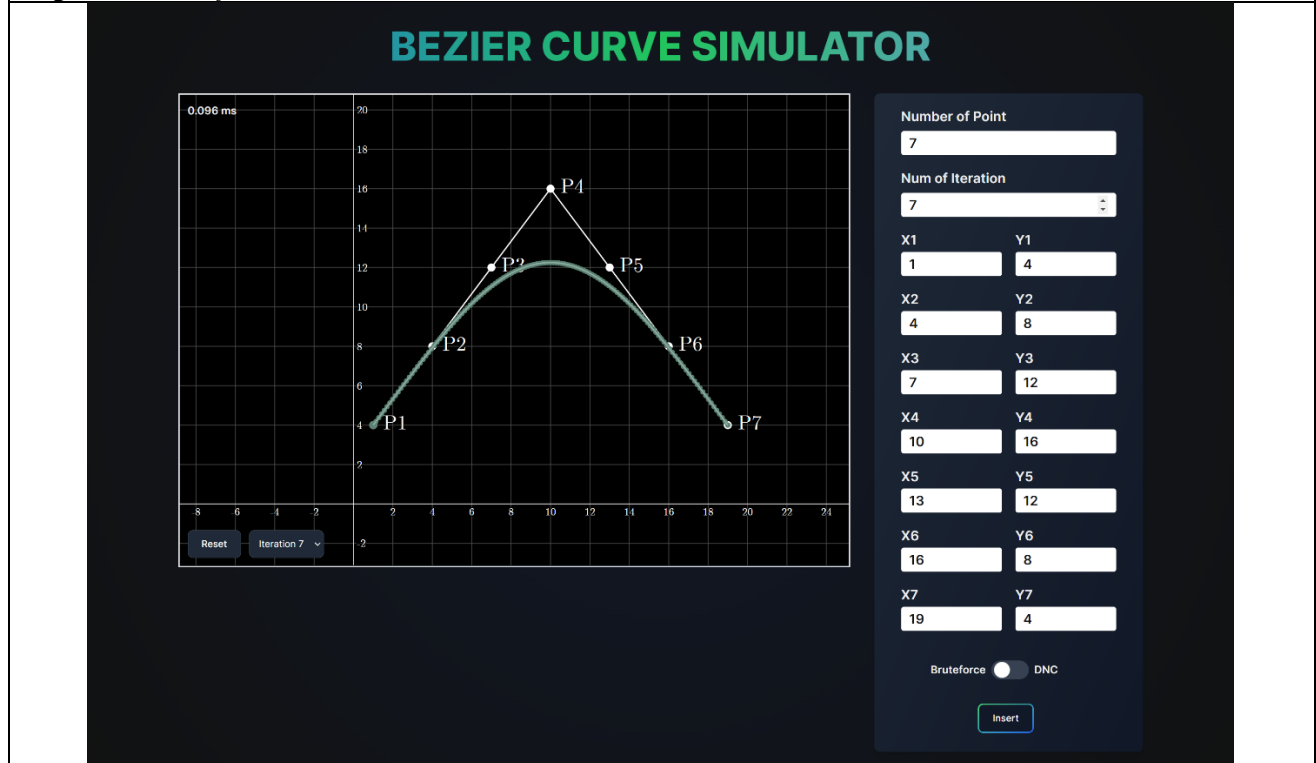 BEZIER CURVE SIMULATOR
0.096 ms
20
18
16
14
12
10
8
6
4
2
-2
-8 -6 -4 -2 2 4 6 8 10 12 14 16 18 20 22 24
P4
P3 P5
P2 P6
P1 P7
Reset Iteration 7
Number of Point
7
Num of Iteration
7
X1 Y1
1 4
X2 Y2
4 8
X3 Y3
7 12
X4 Y4
10 16
X5 Y5
13 12
X6 Y6
16 8
X7 Y7
19 4
Bruteforce DNC
Insert